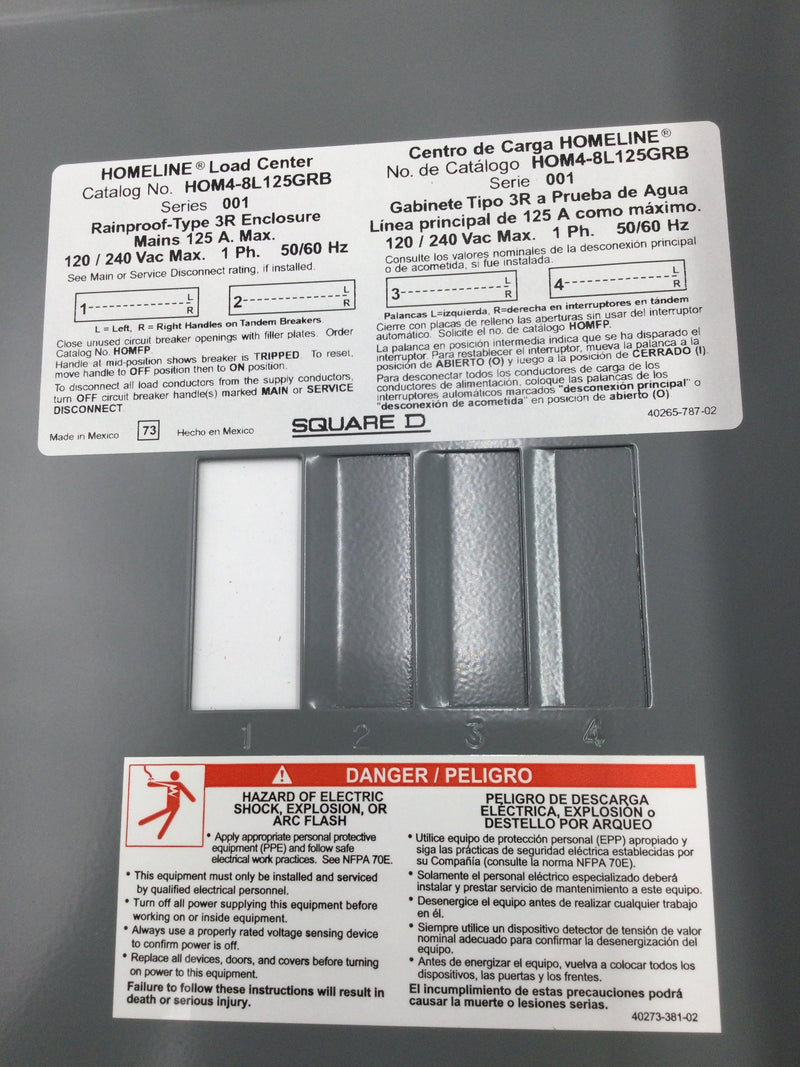 HOMELINE® Load Center
Catalog No. HOM4-8L125GRB
Series 001
Rainproof-Type 3R Enclosure
Mains 125 A. Max.
120 / 240 Vac Max. 1 Ph. 50/60 Hz
See Main or Service Disconnect rating, if installed.
1 L
R
2 L
R
L = Left, R = Right Handles on Tandem Breakers.
Close unused circuit breaker openings with filler plates. Order
Catalog No. HOMFP.
Handle at mid-position shows breaker is TRIPPED. To reset,
move handle to OFF position then to ON position.
To disconnect all load conductors from the supply conductors,
turn OFF circuit breaker handle(s) marked MAIN or SERVICE
DISCONNECT.
Made in Mexico 73 Hecho en Mexico
SQUARE D
Centro de Carga HOMELINE®
No. de Catálogo HOM4-8L125GRB
Serie 001
Gabinete Tipo 3R a Prueba de Agua
Línea principal de 125 A como máximo.
120 / 240 Vac Max. 1 Ph. 50/60 Hz
Consulte los valores nominales de la desconexión principal
o de acometida, si fue instalada.
3 L
R
4 L
R
Palancas L=izquierda, R=derecha en interruptores en tándem
Cierre con placas de relleno las aberturas sin usar del interruptor
automático. Solicite el no. de catálogo HOMFP.
La palanca en posición intermedia indica que se ha disparado el
interruptor. Para restablecer el interruptor, mueva la palanca a la
posición de ABIERTO (O) y luego a la posición de CERRADO (I).
Para desconectar todos los conductores de carga de los
conductores de alimentación, coloque las palancas de los
interruptores automáticos marcados "desconexión principal" o
"desconexión de acometida" en posición de abierto (O)
40265-787-02
1 2 3 4
DANGER / PELIGRO
HAZARD OF ELECTRIC
SHOCK, EXPLOSION, OR
ARC FLASH
• Apply appropriate personal protective
equipment (PPE) and follow safe
electrical work practices. See NFPA 70E.
• This equipment must only be installed and serviced
by qualified electrical personnel.
• Turn off all power supplying this equipment before
working on or inside equipment.
• Always use a properly rated voltage sensing device
to confirm power is off.
• Replace all devices, doors, and covers before turning
on power to this equipment.
Failure to follow these instructions will result in
death or serious injury.
PELIGRO DE DESCARGA
ELÉCTRICA, EXPLOSIÓN o
DESTELLO POR ARQUEO
• Utilice equipo de protección personal (EPP) apropiado y
siga las prácticas de seguridad eléctrica establecidas por
su Compañía (consulte la norma NFPA 70E).
• Solamente el personal eléctrico especializado deberá
instalar y prestar servicio de mantenimiento a este equipo.
• Desenergice el equipo antes de realizar cualquier trabajo
en él.
• Siempre utilice un dispositivo detector de tensión de valor
nominal adecuado para confirmar la desenergización del
equipo.
• Antes de energizar el equipo, vuelva a colocar todos los
dispositivos, las puertas y los frentes.
El incumplimiento de estas precauciones podrá
causar la muerte o lesiones serias.
40273-381-02